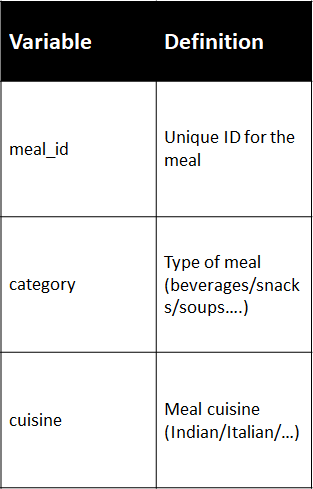 Variable Definition
meal_id
Unique ID for the
meal
category
Type of meal
(beverages/snack
s/soups....)
cuisine
Meal cuisine
(Indian/Italian/...)